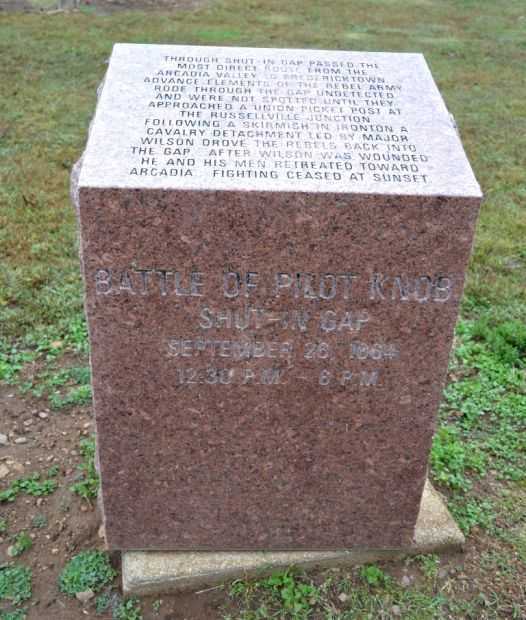 THROUGH SHUT-IN GAP PASSED THE
MOST DIRECT ROUTE FROM THE
ARCADIA VALLEY TO FREDERICKTOWN.
ADVANCE ELEMENTS OF THE REBEL ARMY
RODE THROUGH THE GAP UNDETECTED
AND WERE NOT SPOTTED UNTIL THEY
APPROACHED A UNION PICKET POST AT
THE RUSSELLVILLE JUNCTION.
FOLLOWING A SKIRMISH IN IRONTON A
CAVALRY DETACHMENT LED BY MAJOR
WILSON DROVE THE REBELS BACK INTO
THE GAP. AFTER WILSON WAS WOUNDED
HE AND HIS MEN RETREATED TOWARD
ARCADIA. FIGHTING CEASED AT SUNSET.
BATTLE OF PILOT KNOB
SHUT-IN GAP
SEPTEMBER 26, 1864
12:30 P.M. - 6 P.M.